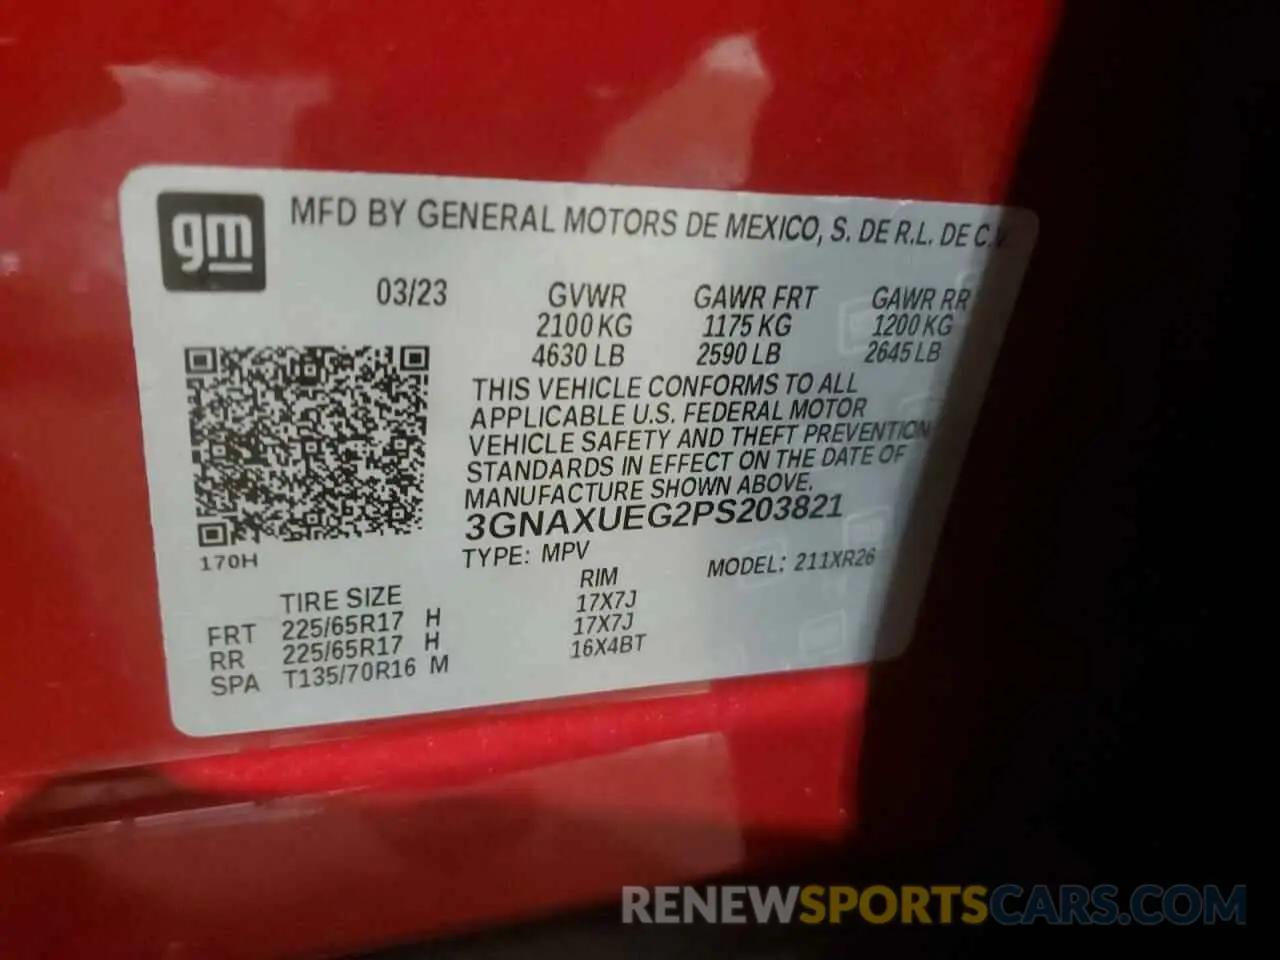 gm
MFD BY GENERAL MOTORS DE MEXICO, S. DE R.L. DE C.V.
03/23
GVWR GAWR FRT GAWR RR
2100 KG 1175 KG 1200 KG
4630 LB 2590 LB 2645 LB
THIS VEHICLE CONFORMS TO ALL
APPLICABLE U.S. FEDERAL MOTOR
VEHICLE SAFETY AND THEFT PREVENTION
STANDARDS IN EFFECT ON THE DATE OF
MANUFACTURE SHOWN ABOVE.
3GNAXUEG2PS203821
170H
TYPE: MPV MODEL: 211XR26
TIRE SIZE RIM
FRT 225/65R17 H 17X7J
RR 225/65R17 H 17X7J
SPA T135/70R16 M 16X4BT
RENEWSPORTSCARS.COM